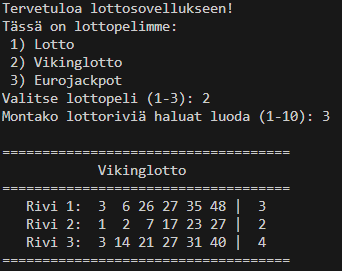 Tervetuloa lottosovellukseen!
Tässä on lottopelimme:
 1) Lotto
 2) Vikinglotto
 3) Eurojackpot
Valitse lottopeli (1-3): 2
Montako lottoriviä haluat luoda (1-10): 3

====================================
            Vikinglotto
====================================
   Rivi 1:  3  6 26 27 35 48 |  3
   Rivi 2:  1  2  7 17 23 27 |  2
   Rivi 3:  3 14 21 27 31 40 |  4
====================================